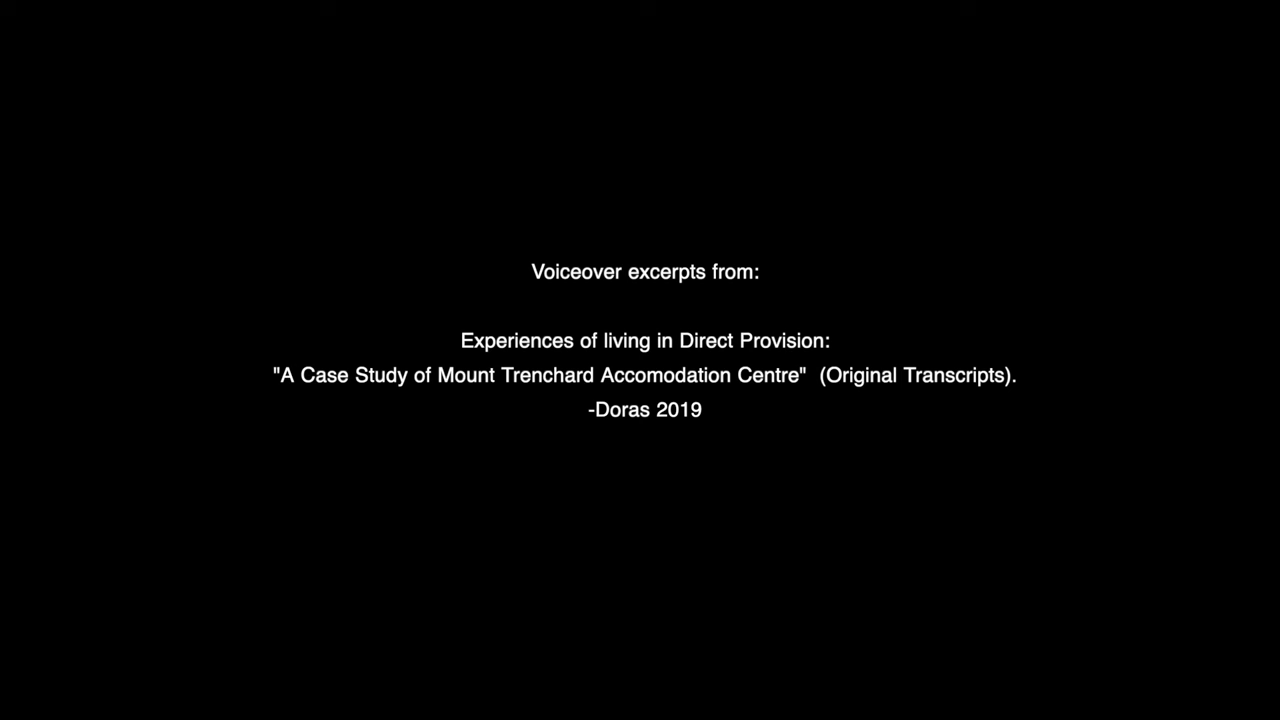 Voiceover excerpts from:
Experiences of living in Direct Provision:
"A Case Study of Mount Trenchard Accomodation Centre"  (Original Transcripts).
-Doras 2019